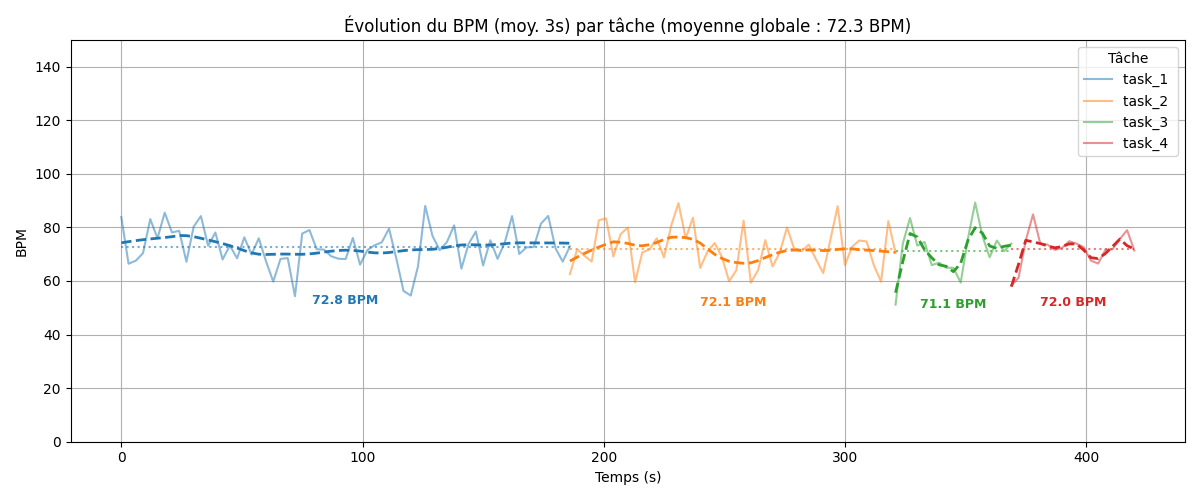 Évolution du BPM (moy. 3s) par tâche (moyenne globale : 72.3 BPM)
Tâche
task_1
task_2
task_3
task_4
BPM
140
120
100
80
60
40
20
0
72.8 BPM
72.1 BPM
71.1 BPM
72.0 BPM
0 100 200 300 400
Temps (s)